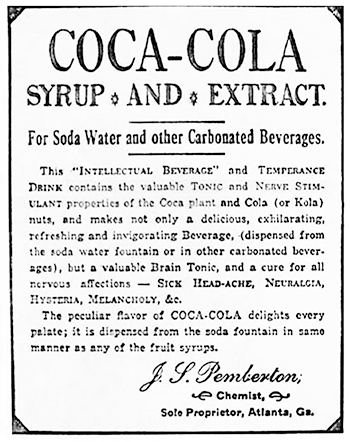 COCA-COLA
SYRUP * AND * EXTRACT.
For Soda Water and other Carbonated Beverages.
This "INTELLECTUAL BEVERAGE" and TEMPERANCE
DRINK contains the valuable TONIC and NERVE STIM-
ULANT properties of the Coca plant and Cola (or Kola)
nuts, and makes not only a delicious, exhilarating,
refreshing and invigorating Beverage, (dispensed from
the soda water fountain or in other carbonated bever-
ages), but a valuable Brain Tonic, and a cure for all
nervous affections — SICK HEAD-ACHE, NEURALGIA,
HYSTERIA, MELANCHOLY, &c.
The peculiar flavor of COCA-COLA delights every
palate; it is dispensed from the soda fountain in same
manner as any of the fruit syrups.
J. S. Pemberton;
Chemist,
Sole Proprietor, Atlanta, Ga.